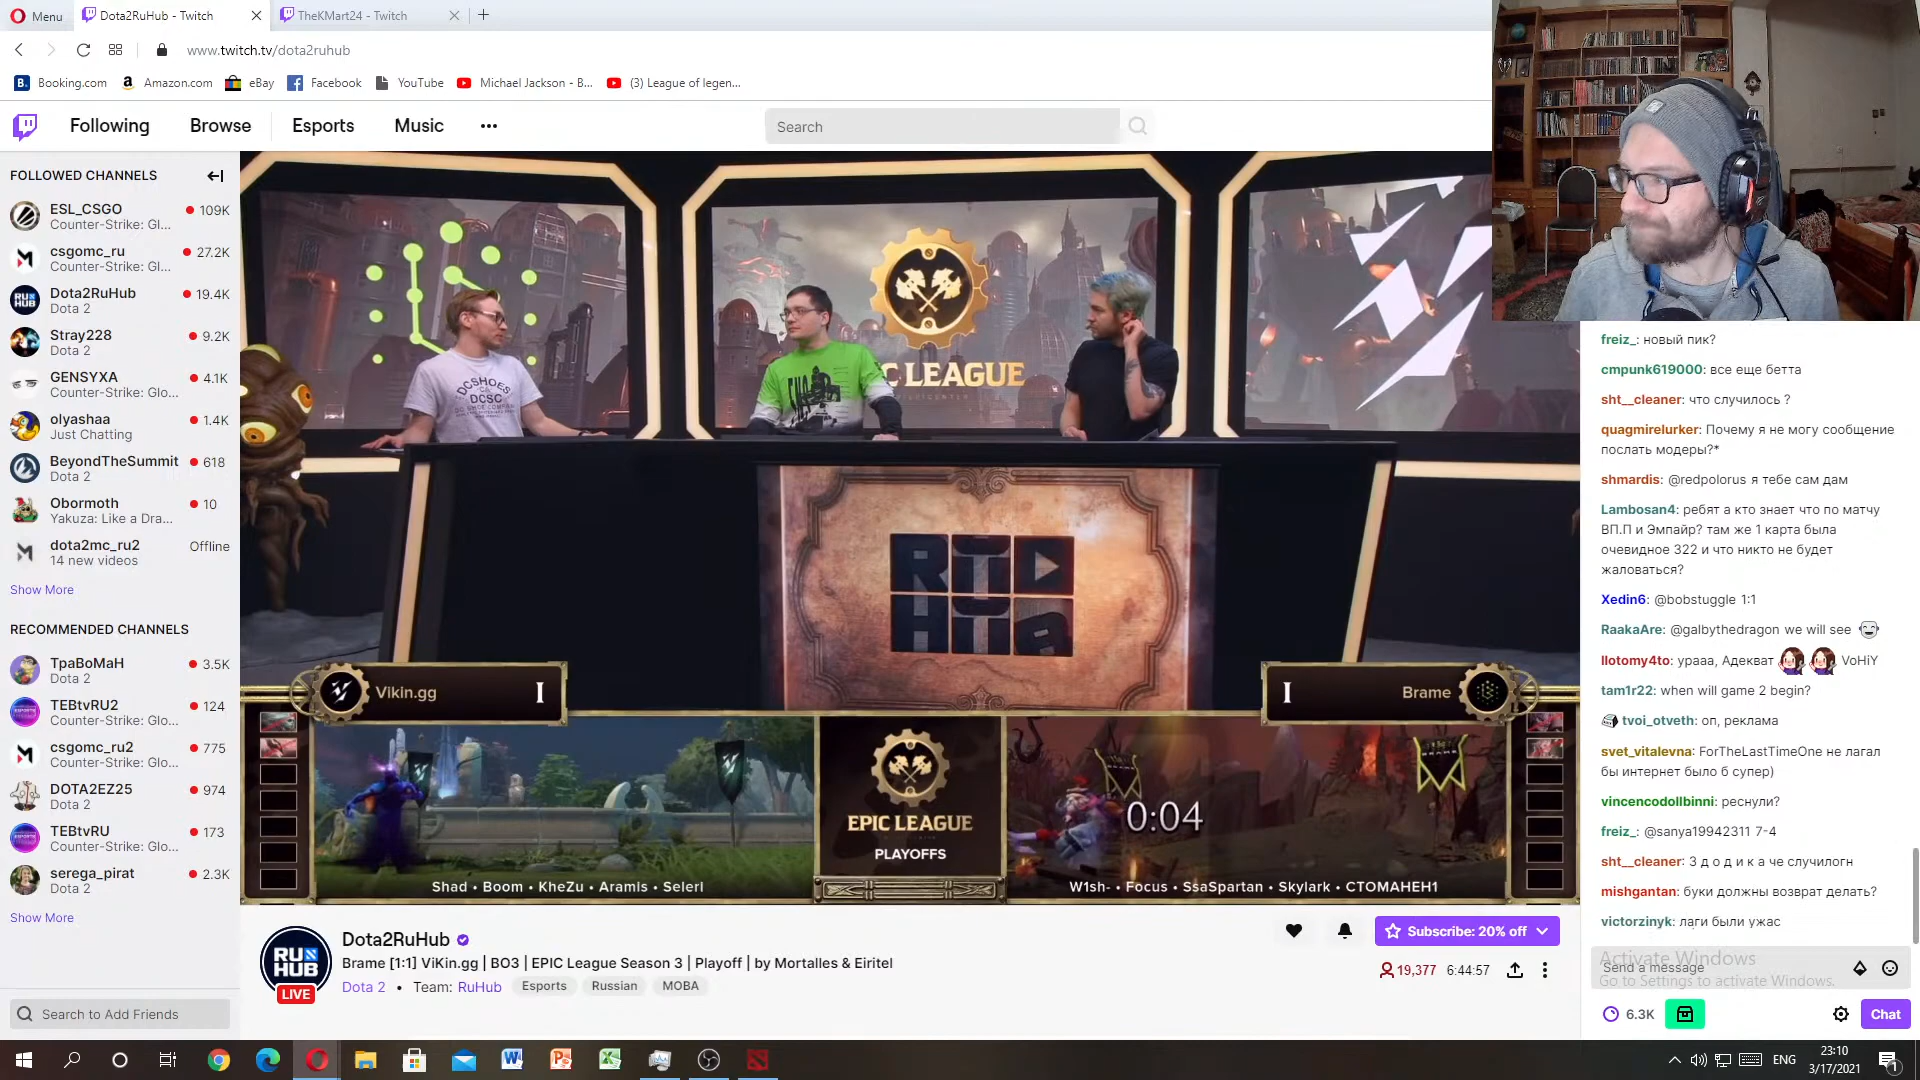 Menu
Dota2RuHub - Twitch
TheKMart24 - Twitch
www.twitch.tv/dota2ruhub
Booking.com
Amazon.com
eBay
Facebook
YouTube
Michael Jackson - B...
(3) League of legen...
Following
Browse
Esports
Music
Search
FOLLOWED CHANNELS
ESL_CSGO
109K
Counter-Strike: Gl...
csgomc_ru
27.2K
Counter-Strike: Gl...
Dota2RuHub
19.4K
Dota 2
Stray228
9.2K
Dota 2
GENSYXA
4.1K
Counter-Strike: Glo...
olyashaa
1.4K
Just Chatting
BeyondTheSummit
618
Dota 2
Obormoth
10
Yakuza: Like a Dra...
dota2mc_ru2
Offline
14 new videos
Show More
RECOMMENDED CHANNELS
TpaBoMaH
3.5K
Dota 2
TEBtvRU2
124
Counter-Strike: Glo...
csgomc_ru2
775
Counter-Strike: Glo...
DOTA2EZ25
974
Dota 2
TEBtvRU
173
Counter-Strike: Glo...
serega_pirat
2.3K
Dota 2
Show More
Search to Add Friends
DCSHOES
DCSC
C LEAGUE
Vikin.gg
I
I
Brame
EPIC LEAGUE
PLAYOFFS
0:04
Shad • Boom • KheZu • Aramis • Seleri
W1sh- • Focus • SsaSpartan • Skylark • CTOMAHEH1
RU HUB
LIVE
Dota2RuHub
Brame [1:1] ViKin.gg | BO3 | EPIC League Season 3 | Playoff | by Mortalles & Eiritel
Dota 2 • Team: RuHub
Esports
Russian
MOBA
Subscribe: 20% off
19,377
6:44:57
freiz_: новый пик?
cmpunk619000: все еще бетта
sht__cleaner: что случилось ?
quagmirelurker: Почему я не могу сообщение
послать модеры?*
shmardis: @redpolorus я тебе сам дам
Lambosan4: ребят а кто знает что по матчу
ВП.П и Эмпайр? там же 1 карта была
очевидное 322 и что никто не будет
жаловаться?
Xedin6: @bobstuggle 1:1
RaakaAre: @galbythedragon we will see
llotomy4to: урааа, Адекват VoHiY
tam1r22: when will game 2 begin?
tvoi_otveth: оп, реклама
svet_vitalevna: ForTheLastTimeOne не лагал
бы интернет было б супер)
vincencodollbinni: реснули?
freiz_: @sanya19942311 7-4
sht__cleaner: 3 д о д и к а че случилогн
mishgantan: буки должны возврат делать?
victorzinyk: лаги были ужас
Activate Windows
Send a message
Go to Settings to activate Windows.
6.3K
Chat
ENG
23:10
3/17/2021
1